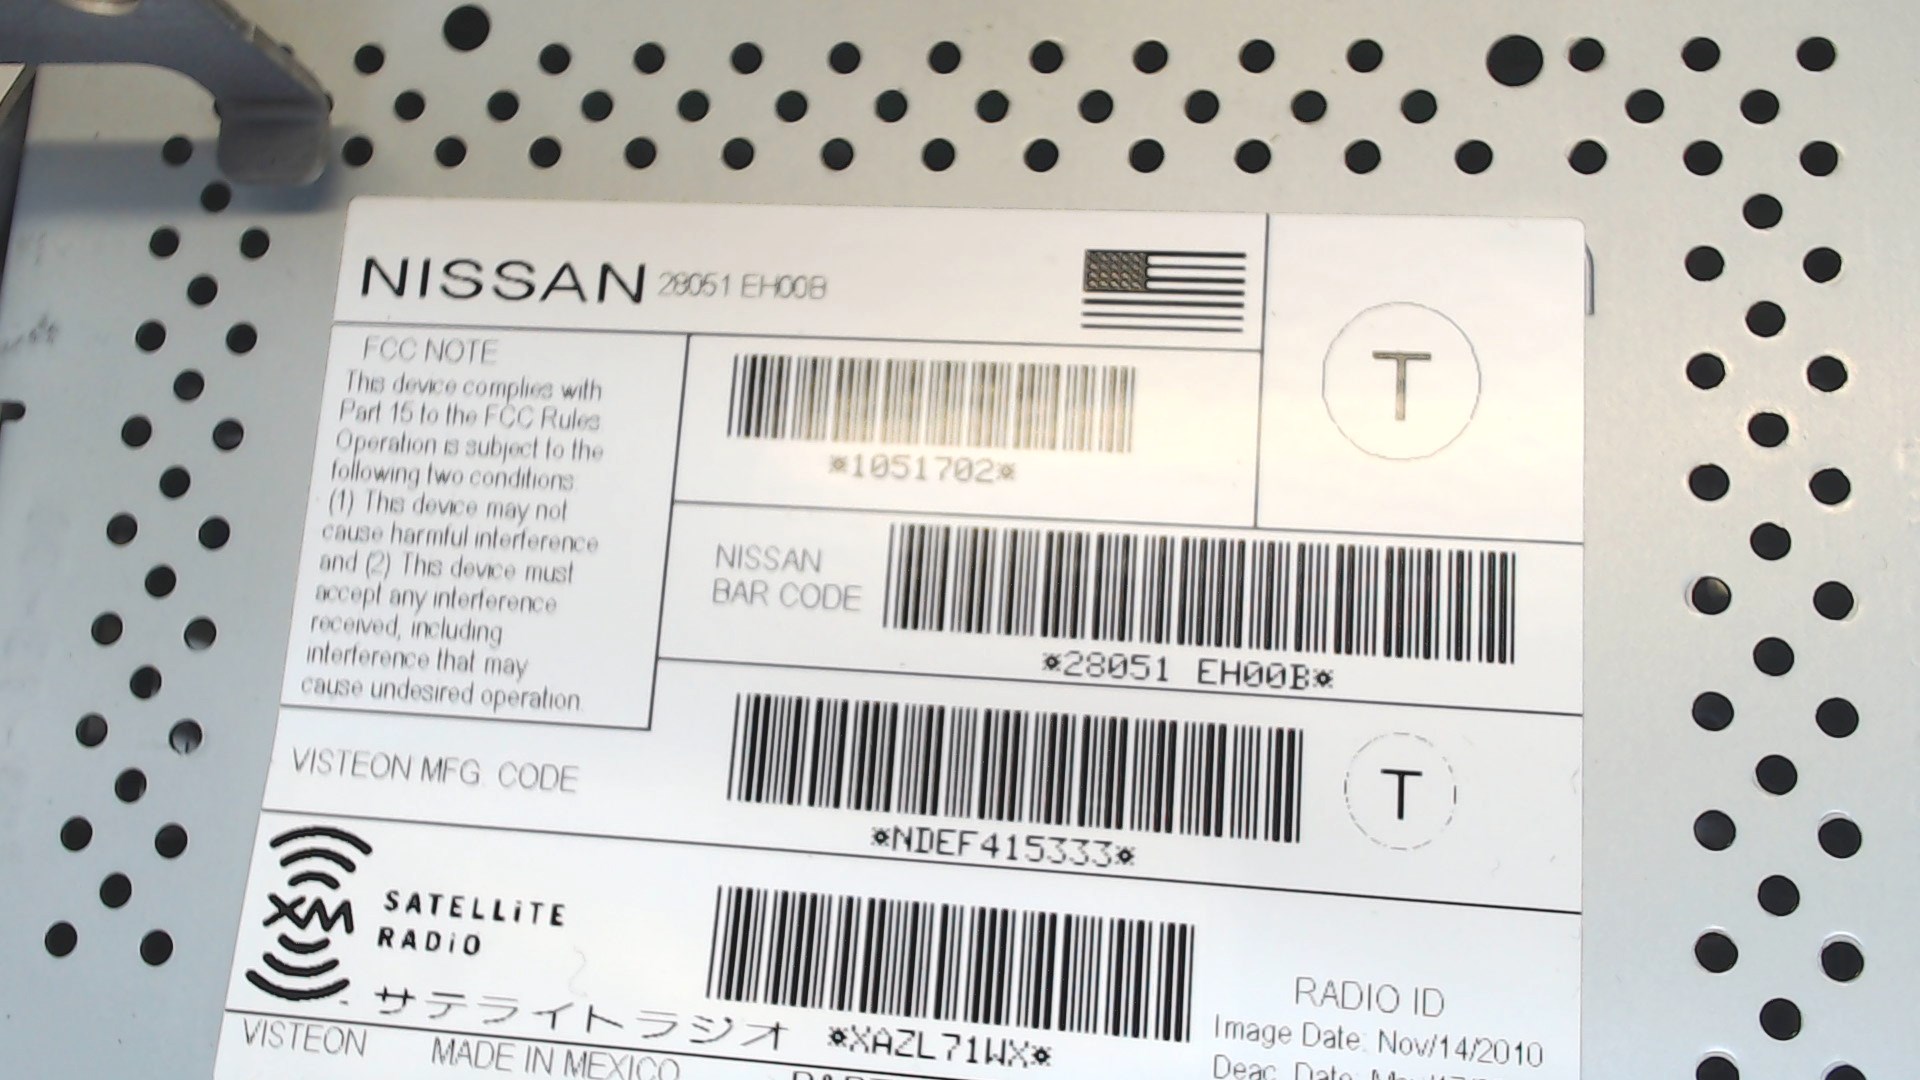 NISSAN 28051 EH00B
T
FCC NOTE
This device complies with
Part 15 to the FCC Rules
Operation is subject to the
following two conditions
(1) This device may not
cause harmful interference
and (2) This device must
accept any interference
received, including
interference that may
cause undesired operation.
*1051702*
NISSAN
BAR CODE
*28051 EH00B*
VISTEON MFG. CODE
*NDEF415333*
T
XM SATELLiTE
RADiO
サテライトラジオ
*XAZL71WX*
RADIO ID
Image Date: Nov/14/2010
Deac. Date:
VISTEON MADE IN MEXICO